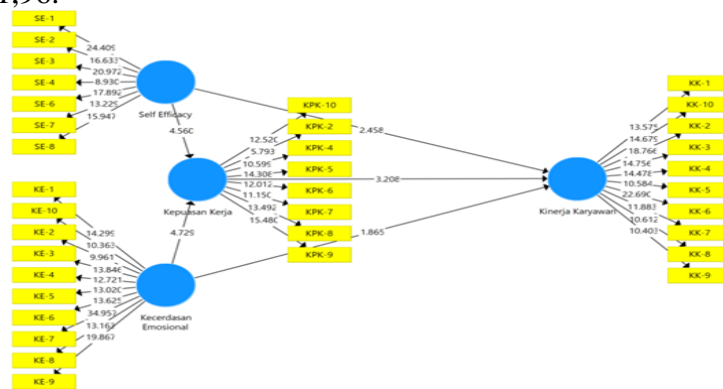 SE-1
SE-2
SE-3
SE-4
SE-6
SE-7
SE-8
24.409
16.633
20.972
8.930
17.892
13.229
15.947
Self Efficacy
4.560
KE-1
KE-10
KE-2
KE-3
KE-4
KE-5
KE-6
KE-7
KE-8
KE-9
14.299
10.363
9.961
13.846
12.721
13.020
13.625
34.957
13.167
19.867
Kecerdasan
Emosional
4.729
Kepuasan Kerja
12.520
5.793
10.599
14.306
12.012
11.150
13.492
15.480
KPK-10
KPK-2
KPK-4
KPK-5
KPK-6
KPK-7
KPK-8
KPK-9
2.458
3.208
1.865
Kinerja Karyawan
13.575
14.679
18.766
14.756
14.478
10.584
22.690
11.883
10.612
10.403
KK-1
KK-10
KK-2
KK-3
KK-4
KK-5
KK-6
KK-7
KK-8
KK-9